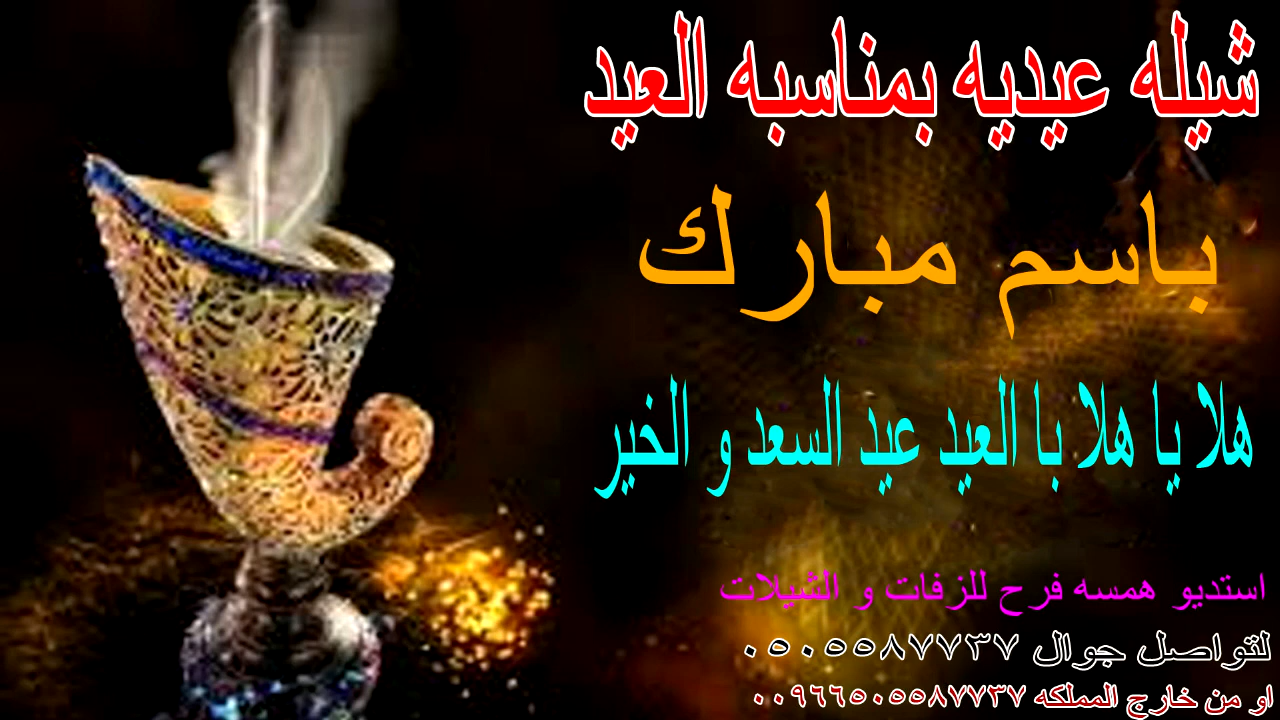 شيله عيديه بمناسبه العيد
باسم مبارك
هلا يا هلا با العيد عيد السعد و الخير
استديو همسه فرح للزفات و الشيلات
لتواصل جوال ٠٥٠٥٥٨٧٧٣٧
او من خارج المملكه ٠٠٩٦٦٥٠٥٥٨٧٧٣٧